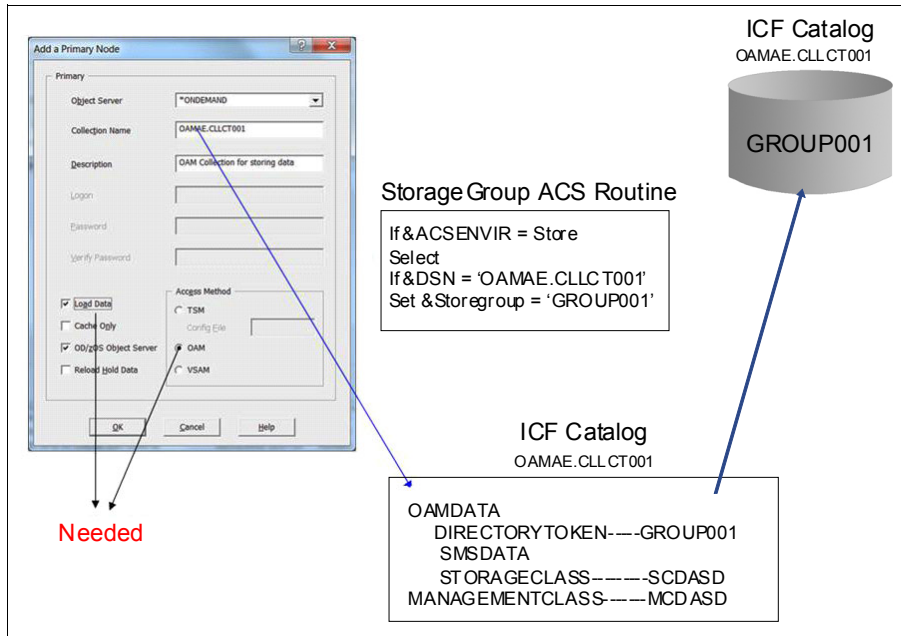 Add a Primary Node
Primary
Object Server
*ONDEMAND
Collection Name
OAMAE.CLLCT001
Description
OAM Collection for storing data
Logon
Password
Verify Password
Load Data
Cache Only
OD/zOS Object Server
Reload Hold Data
Access Method
TSM
Config File
OAM
VSAM
OK
Cancel
Help
Needed
Storage Group ACS Routine
If &ACSENVIR = Store
Select
If &DSN = ‘OAMAE.CLLCT001’
Set &Storegroup = ‘GROUP001’
ICF Catalog
OAMAE.CLLCT001
GROUP001
ICF Catalog
OAMAE.CLLCT001
OAMDATA
DIRECTORYTOKEN-----GROUP001
SMSDATA
STORAGECLASS---------SCDASD
MANAGEMENTCLASS-------MCDASD